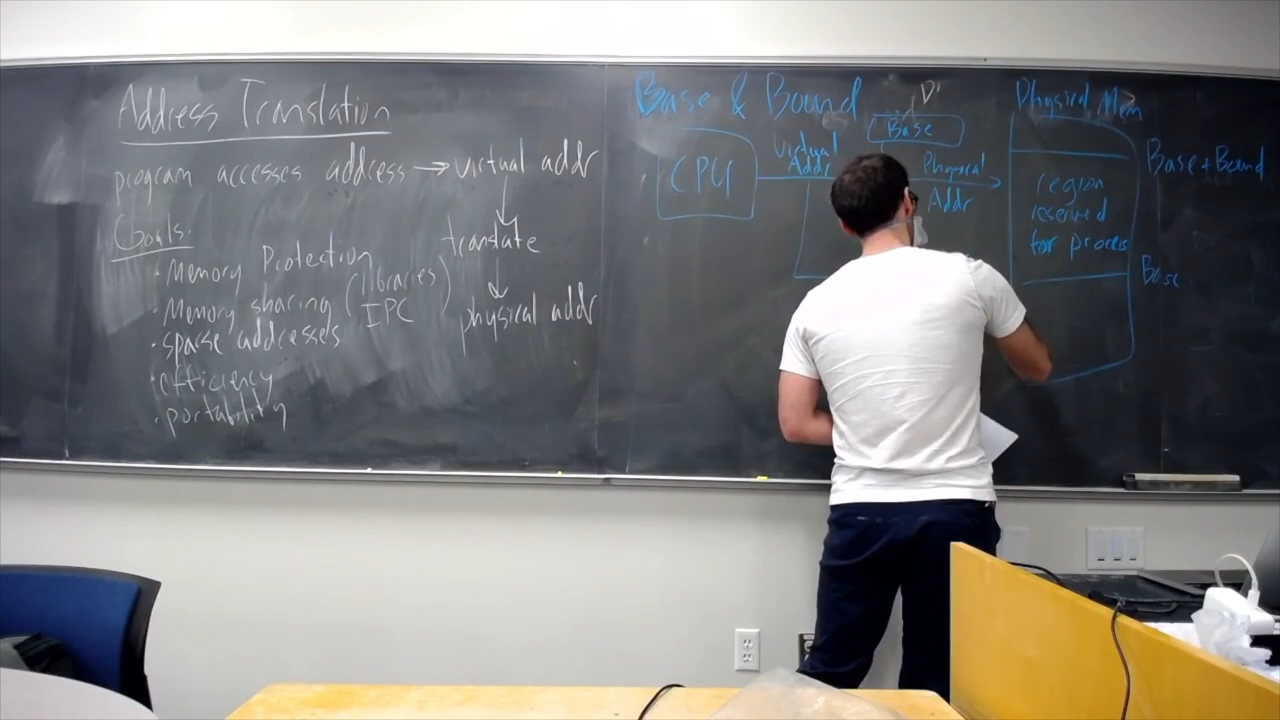 Address Translation
program accesses address → virtual addr
translate
physical addr
Goals:
· Memory Protection
· Memory sharing (libraries IPC)
· sparse addresses
· efficiency
· portability
Base & Bound
CPU
Virtual
Addr
Base
Physical
Addr
Physical Mem
region
reserved
for process
Base + Bound
Base